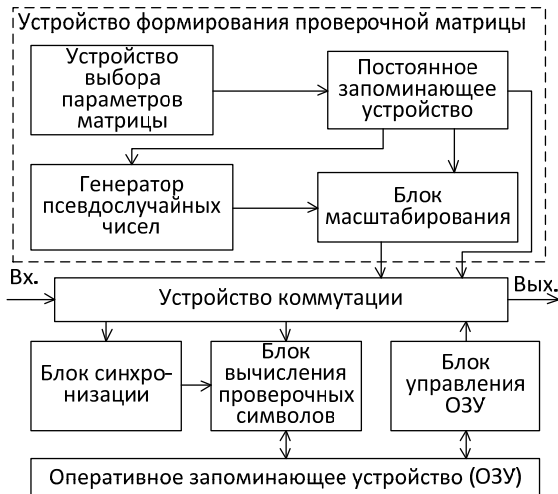 Устройство формирования проверочной матрицы
Устройство
выбора
параметров
матрицы
Постоянное
запоминающее
устройство
Генератор
псевдослучайных
чисел
Блок
масштабирования
Вх.
Устройство коммутации
Вых.
Блок синхро-
низации
Блок
вычисления
проверочных
символов
Блок
управления
ОЗУ
Оперативное запоминающее устройство (ОЗУ)